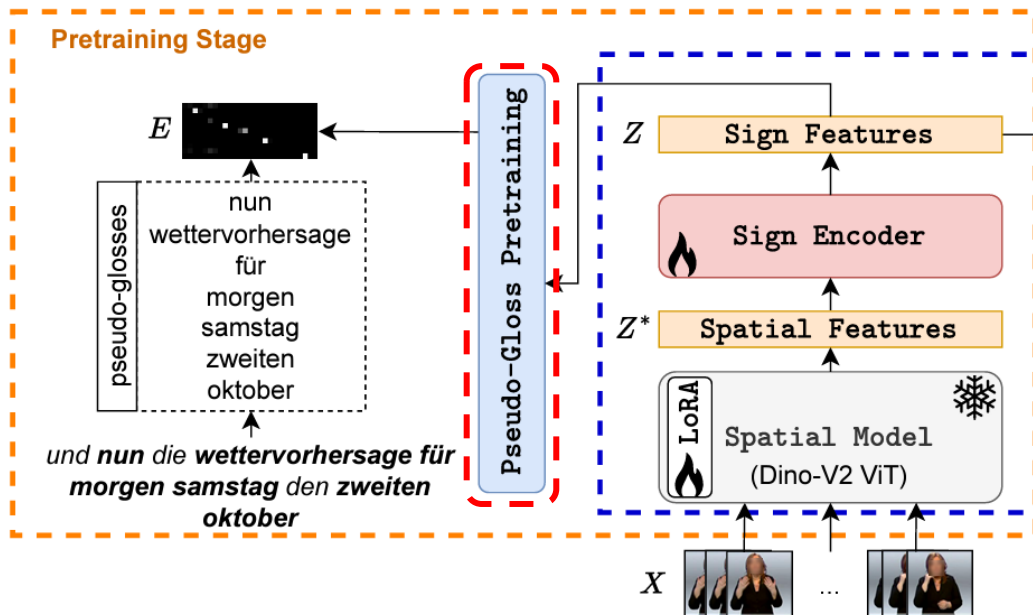 Pretraining Stage
E
pseudo-glosses
nun
wettervorhersage
für
morgen
samstag
zweiten
oktober
und nun die wettervorhersage für
morgen samstag den zweiten
oktober
Pseudo-Gloss Pretraining
Z
Sign Features
Sign Encoder
Z*
Spatial Features
LoRA
Spatial Model
(Dino-V2 ViT)
X
...